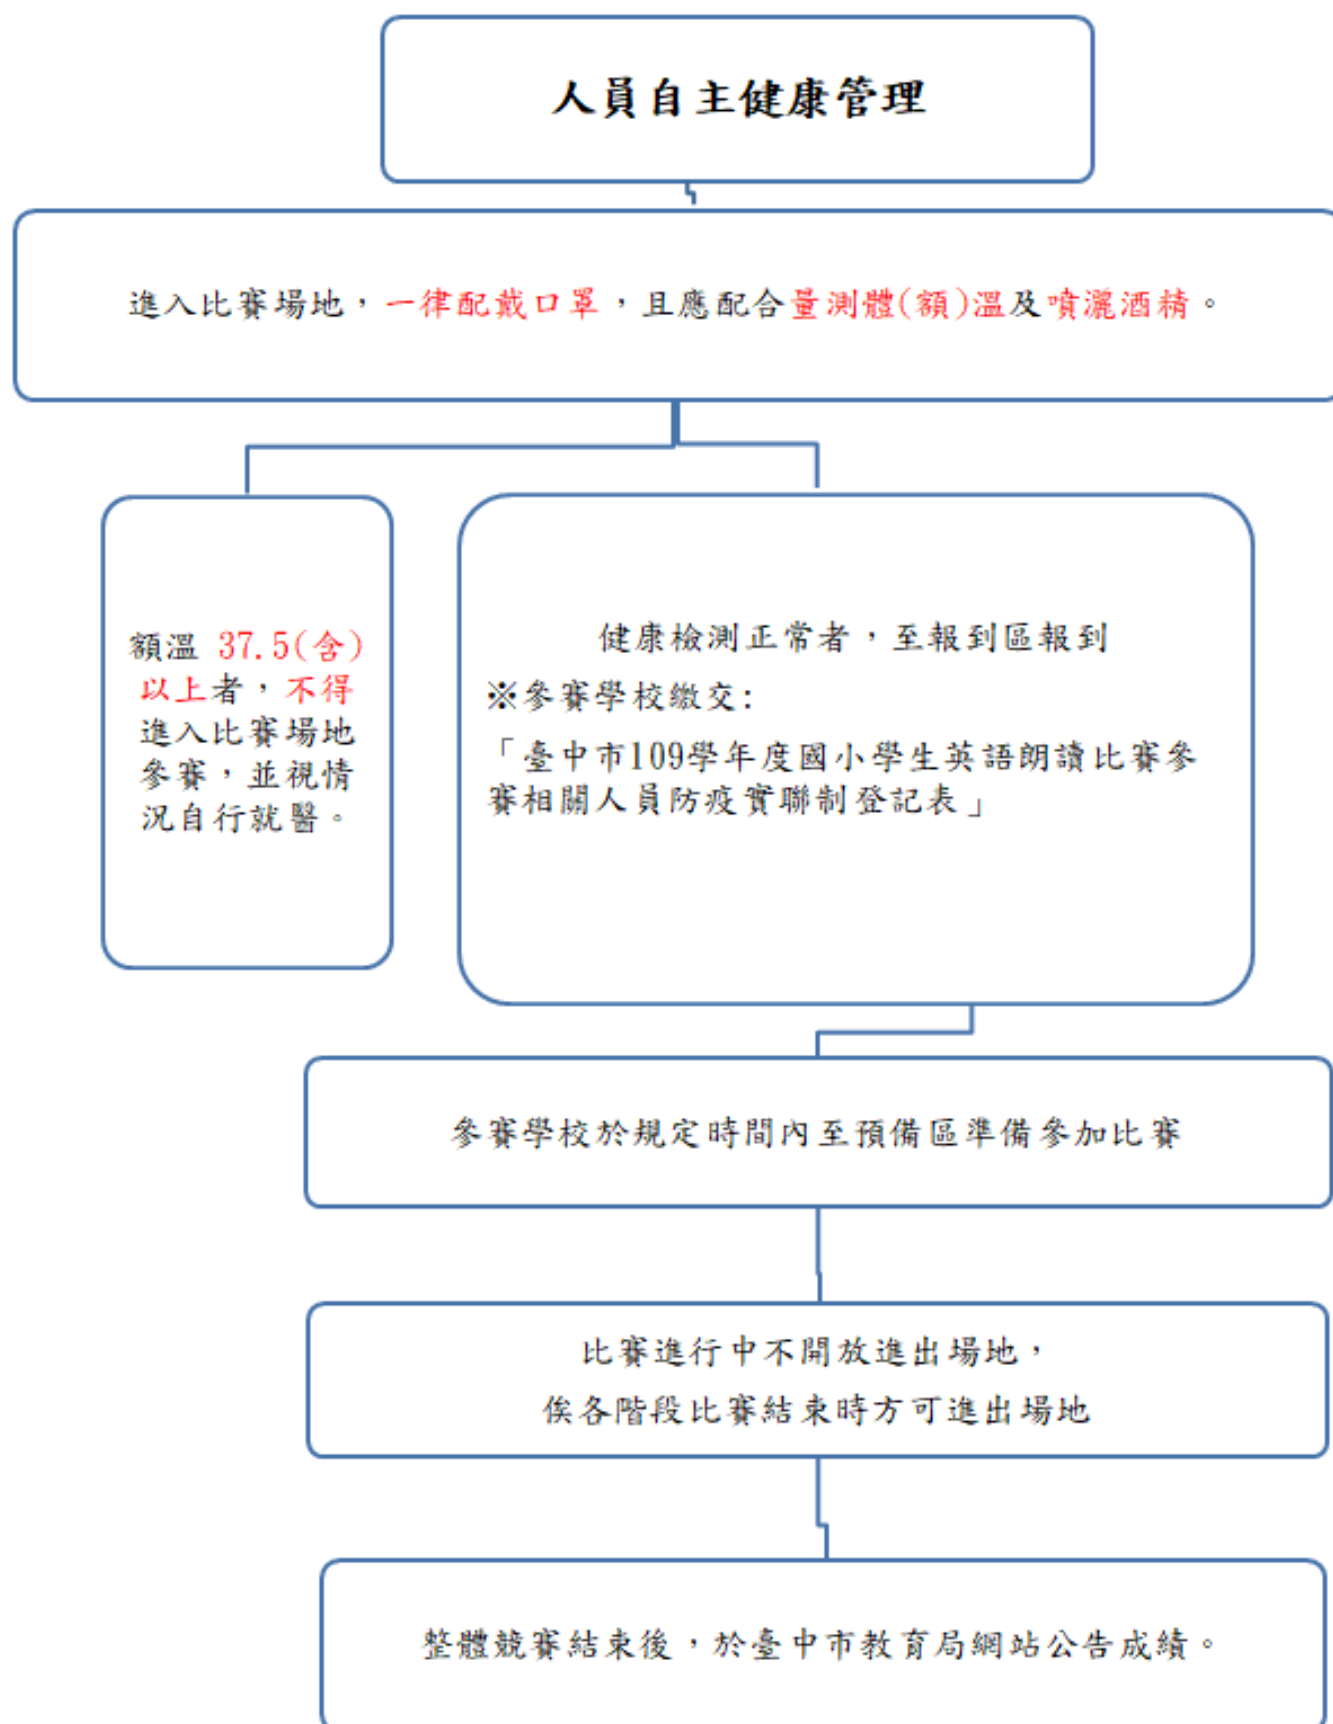 人員自主健康管理
進入比賽場地，一律配戴口罩，且應配合量測體(額)溫及噴灑酒精。
額溫 37.5(含)
以上者，不得
進入比賽場地
參賽，並視情
況自行就醫。
健康檢測正常者，至報到區報到
※參賽學校繳交:
「臺中市109學年度國小學生英語朗讀比賽參
賽相關人員防疫實聯制登記表」
參賽學校於規定時間內至預備區準備參加比賽
比賽進行中不開放進出場地，
俟各階段比賽結束時方可進出場地
整體競賽結束後，於臺中市教育局網站公告成績。